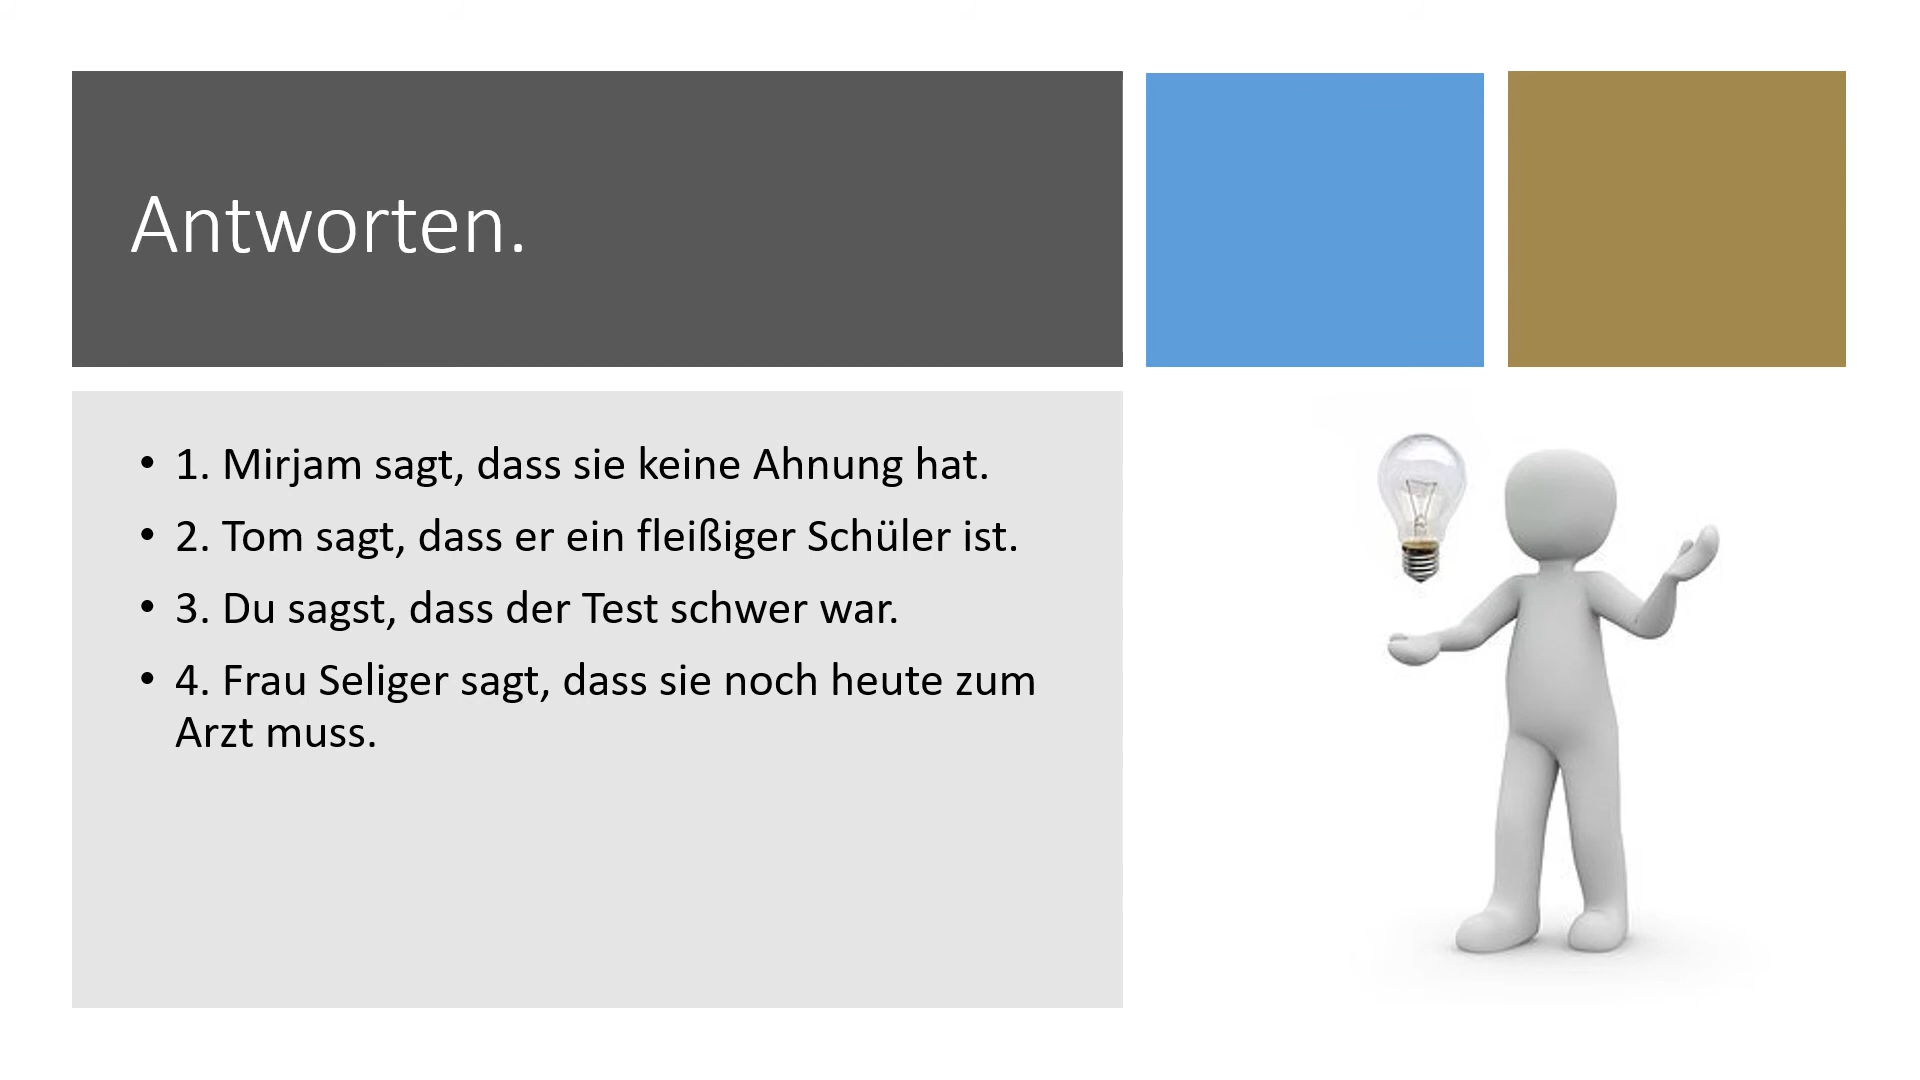 Antworten.
• 1. Mirjam sagt, dass sie keine Ahnung hat.
• 2. Tom sagt, dass er ein fleißiger Schüler ist.
• 3. Du sagst, dass der Test schwer war.
• 4. Frau Seliger sagt, dass sie noch heute zum
Arzt muss.